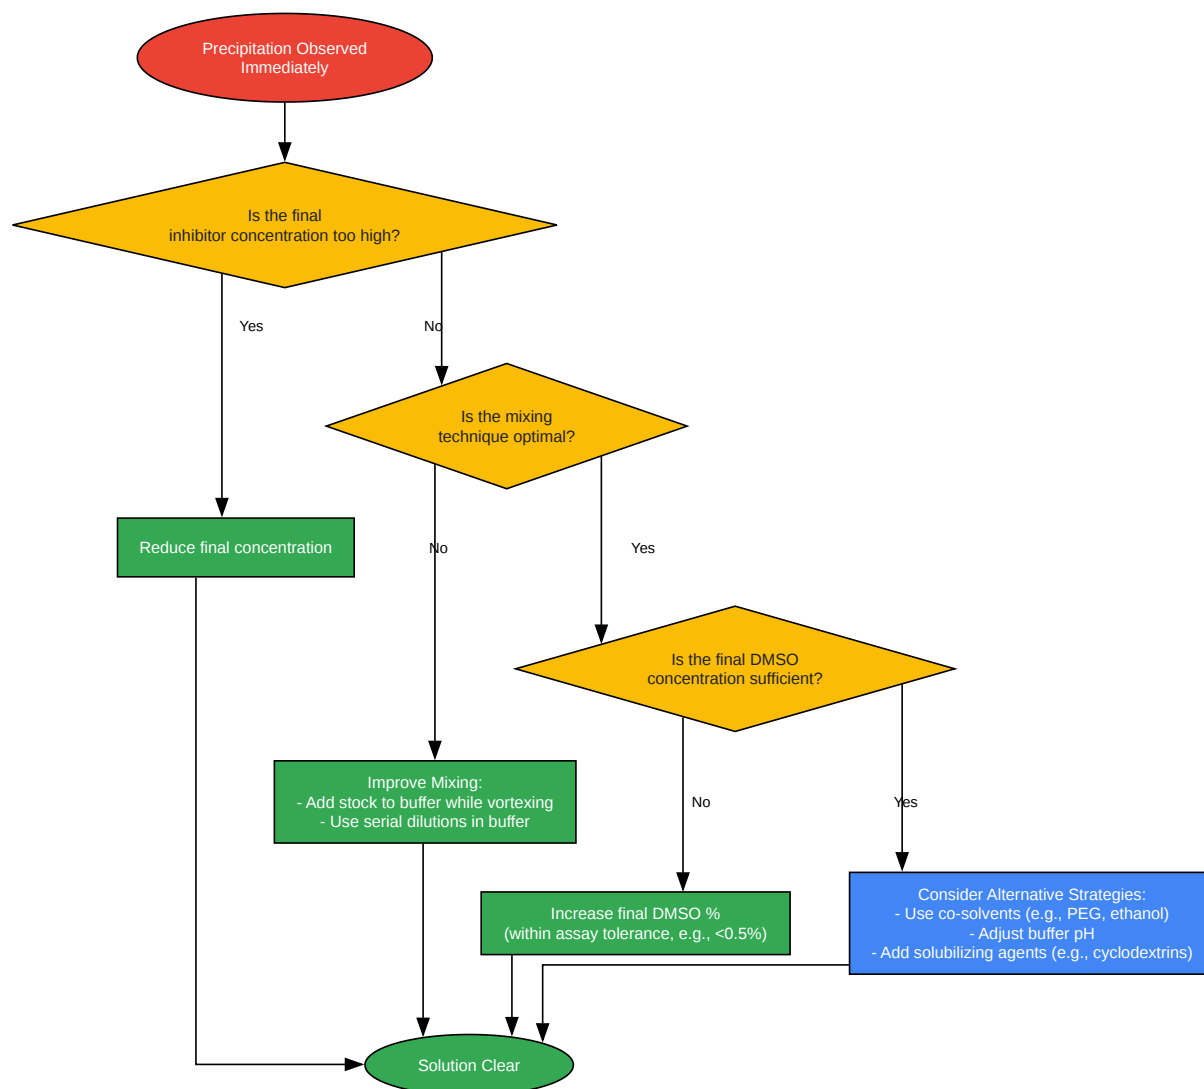 Precipitation Observed
Immediately
Is the final
inhibitor concentration too high?
Yes
No
Is the mixing
technique optimal?
Reduce final concentration
No
Yes
Is the final DMSO
concentration sufficient?
Improve Mixing:
- Add stock to buffer while vortexing
- Use serial dilutions in buffer
No
Yes
Increase final DMSO %
(within assay tolerance, e.g., <0.5%)
Consider Alternative Strategies:
- Use co-solvents (e.g., PEG, ethanol)
- Adjust buffer pH
- Add solubilizing agents (e.g., cyclodextrins)
Solution Clear